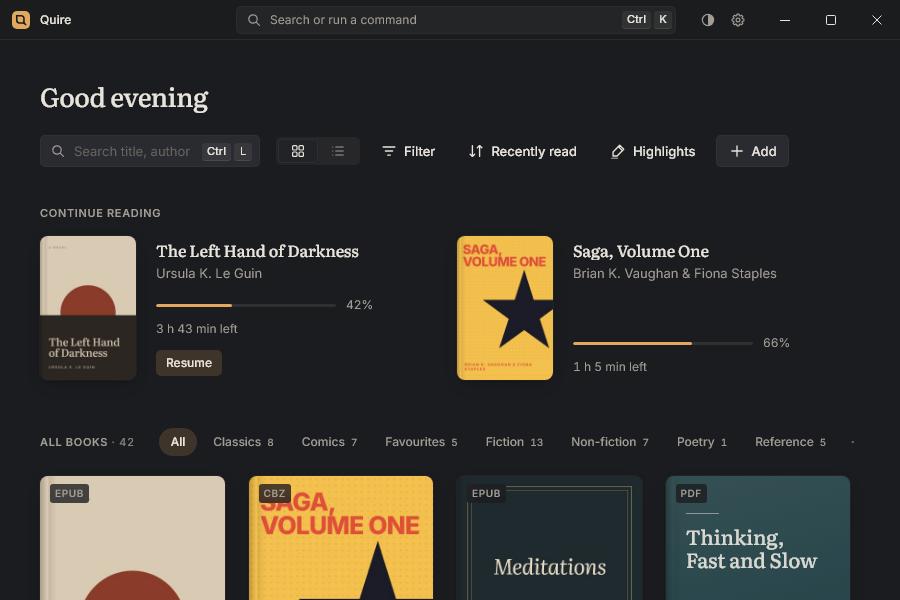 Quire
Search or run a command Ctrl K
Good evening
Search title, author Ctrl L
Filter
Recently read
Highlights
Add
CONTINUE READING
A NOVEL
The Left Hand
of Darkness
URSULA K. LE GUIN
The Left Hand of Darkness
Ursula K. Le Guin
42%
3 h 43 min left
Resume
SAGA,
VOLUME ONE
BRIAN K. VAUGHAN & FIONA
STAPLES
Saga, Volume One
Brian K. Vaughan & Fiona Staples
66%
1 h 5 min left
ALL BOOKS · 42
All
Classics 8
Comics 7
Favourites 5
Fiction 13
Non-fiction 7
Poetry 1
Reference 5
EPUB
CBZ
SAGA,
VOLUME ONE
EPUB
Meditations
PDF
Thinking,
Fast and Slow